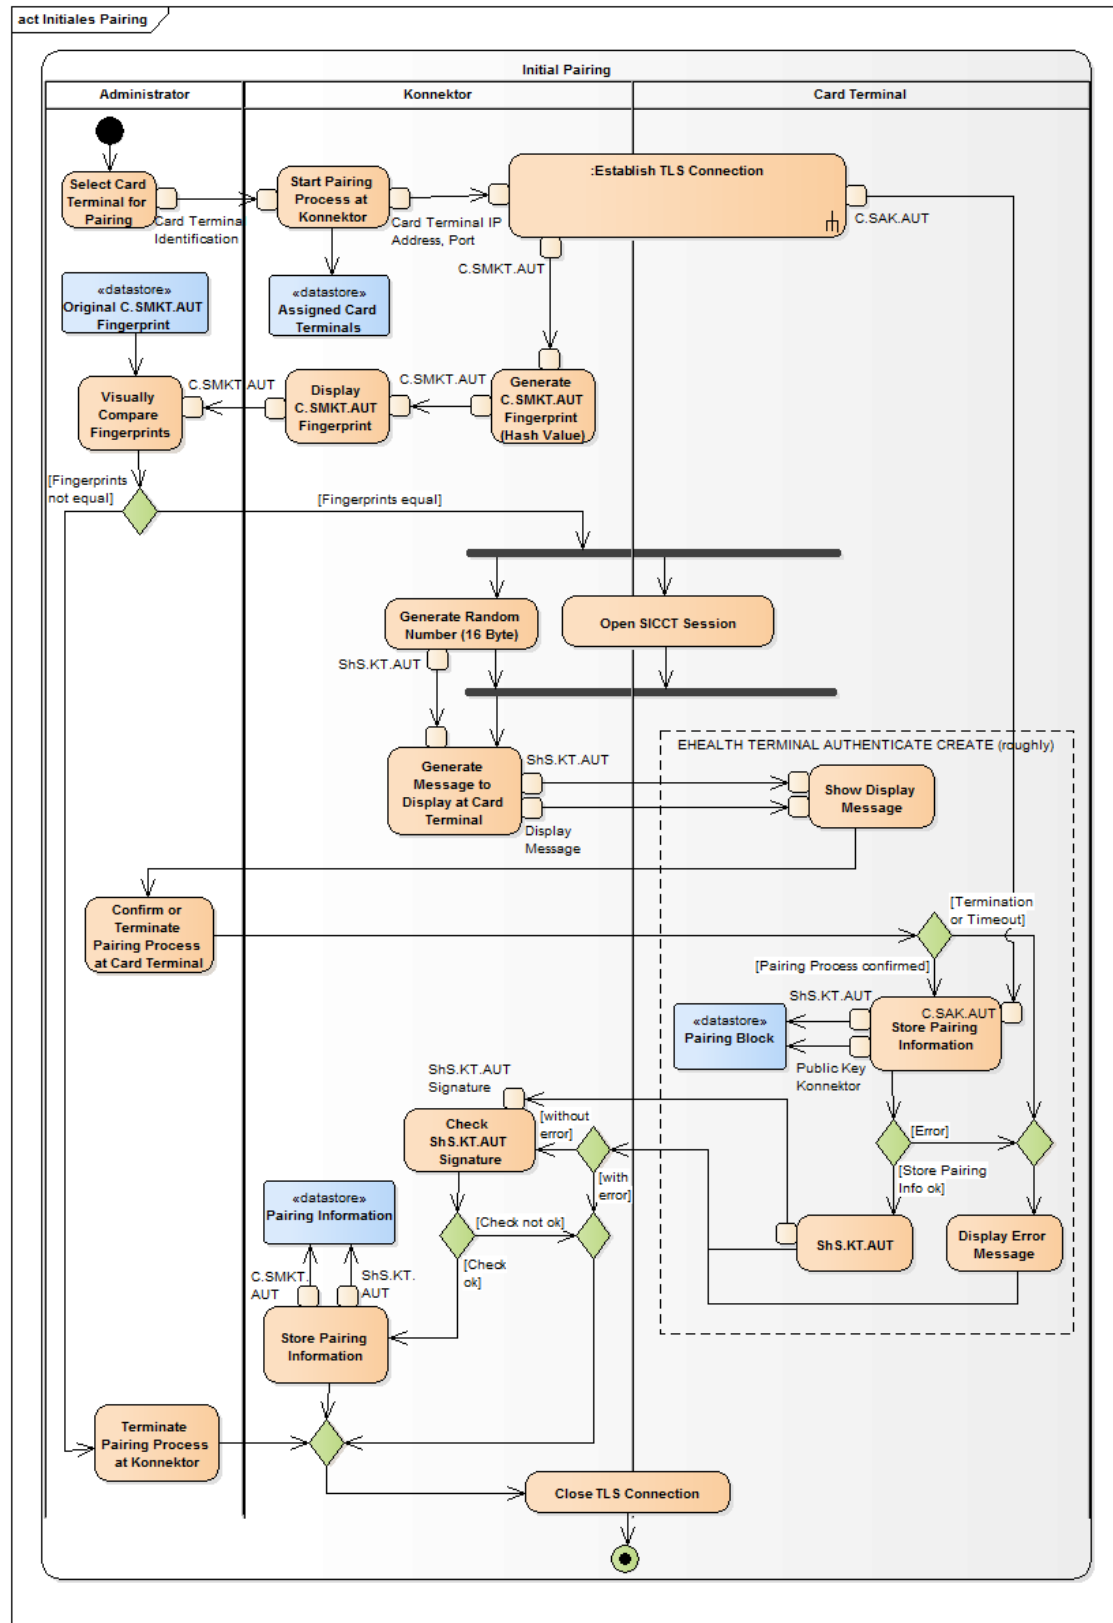 act Initiales Pairing
Initial Pairing
Administrator
Konnektor
Card Terminal
Select Card
Terminal for
Pairing
Card Termina
Identification
Start Pairing
Process at
Konnektor
Card Terminal IP
Address, Port
:Establish TLS Connection
C.SAK.AUT
C.SMKT.AUT
«datastore»
Original C.SMKT.AUT
Fingerprint
«datastore»
Assigned Card
Terminals
Visually
Compare
Fingerprints
C.SMKT.AUT
Display
C.SMKT.AUT
Fingerprint
C.SMKT.AUT
Generate
C.SMKT.AUT
Fingerprint
(Hash Value)
[Fingerprints
not equal]
[Fingerprints equal]
Generate Random
Number (16 Byte)
Open SICCT Session
ShS.KT.AUT
EHEALTH TERMINAL AUTHENTICATE CREATE (roughly)
Generate
Message to
Display at Card
Terminal
ShS.KT.AUT
Display
Message
Show Display
Message
Confirm or
Terminate
Pairing Process
at Card Terminal
[Termination
or Timeout]
[Pairing Process confirmed]
ShS.KT.AUT
C.SAK.AUT
Store Pairing
Information
«datastore»
Pairing Block
Public Key
Konnektor
ShS.KT.AUT
Signature
Check
ShS.KT.AUT
Signature
[without
error]
[with
error]
[Error]
[Store Pairing
Info ok]
«datastore»
Pairing Information
[Check not ok]
[Check
ok]
ShS.KT.AUT
Display Error
Message
C.SMKT.
AUT
ShS.KT.
AUT
Store Pairing
Information
Terminate
Pairing Process
at Konnektor
Close TLS Connection